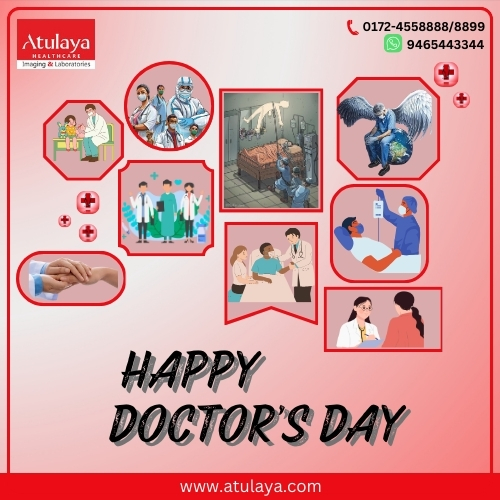 Atulaya
HEALTHCARE
Imaging & Laboratories
0172-4558888/8899
9465443344
HAPPY
DOCTOR'S DAY
www.atulaya.com